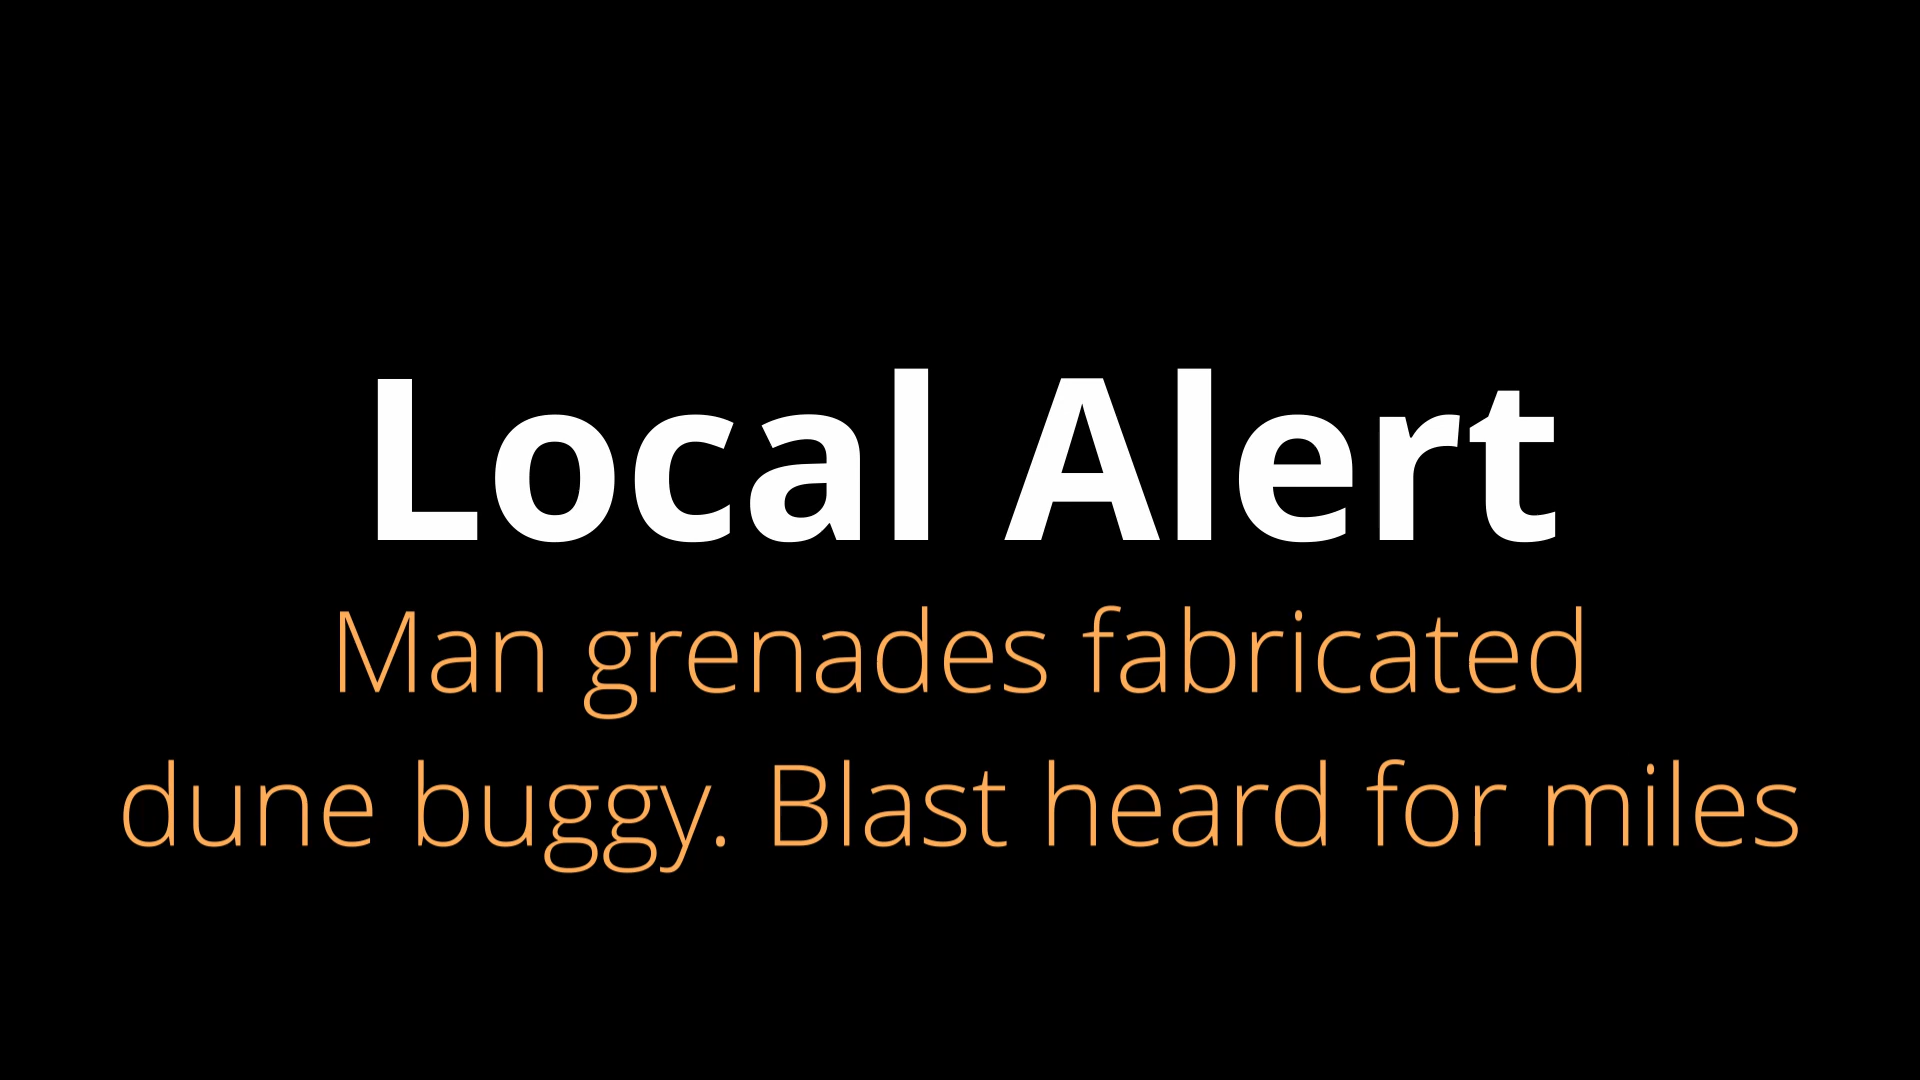 Local Alert
Man grenades fabricated
dune buggy. Blast heard for miles